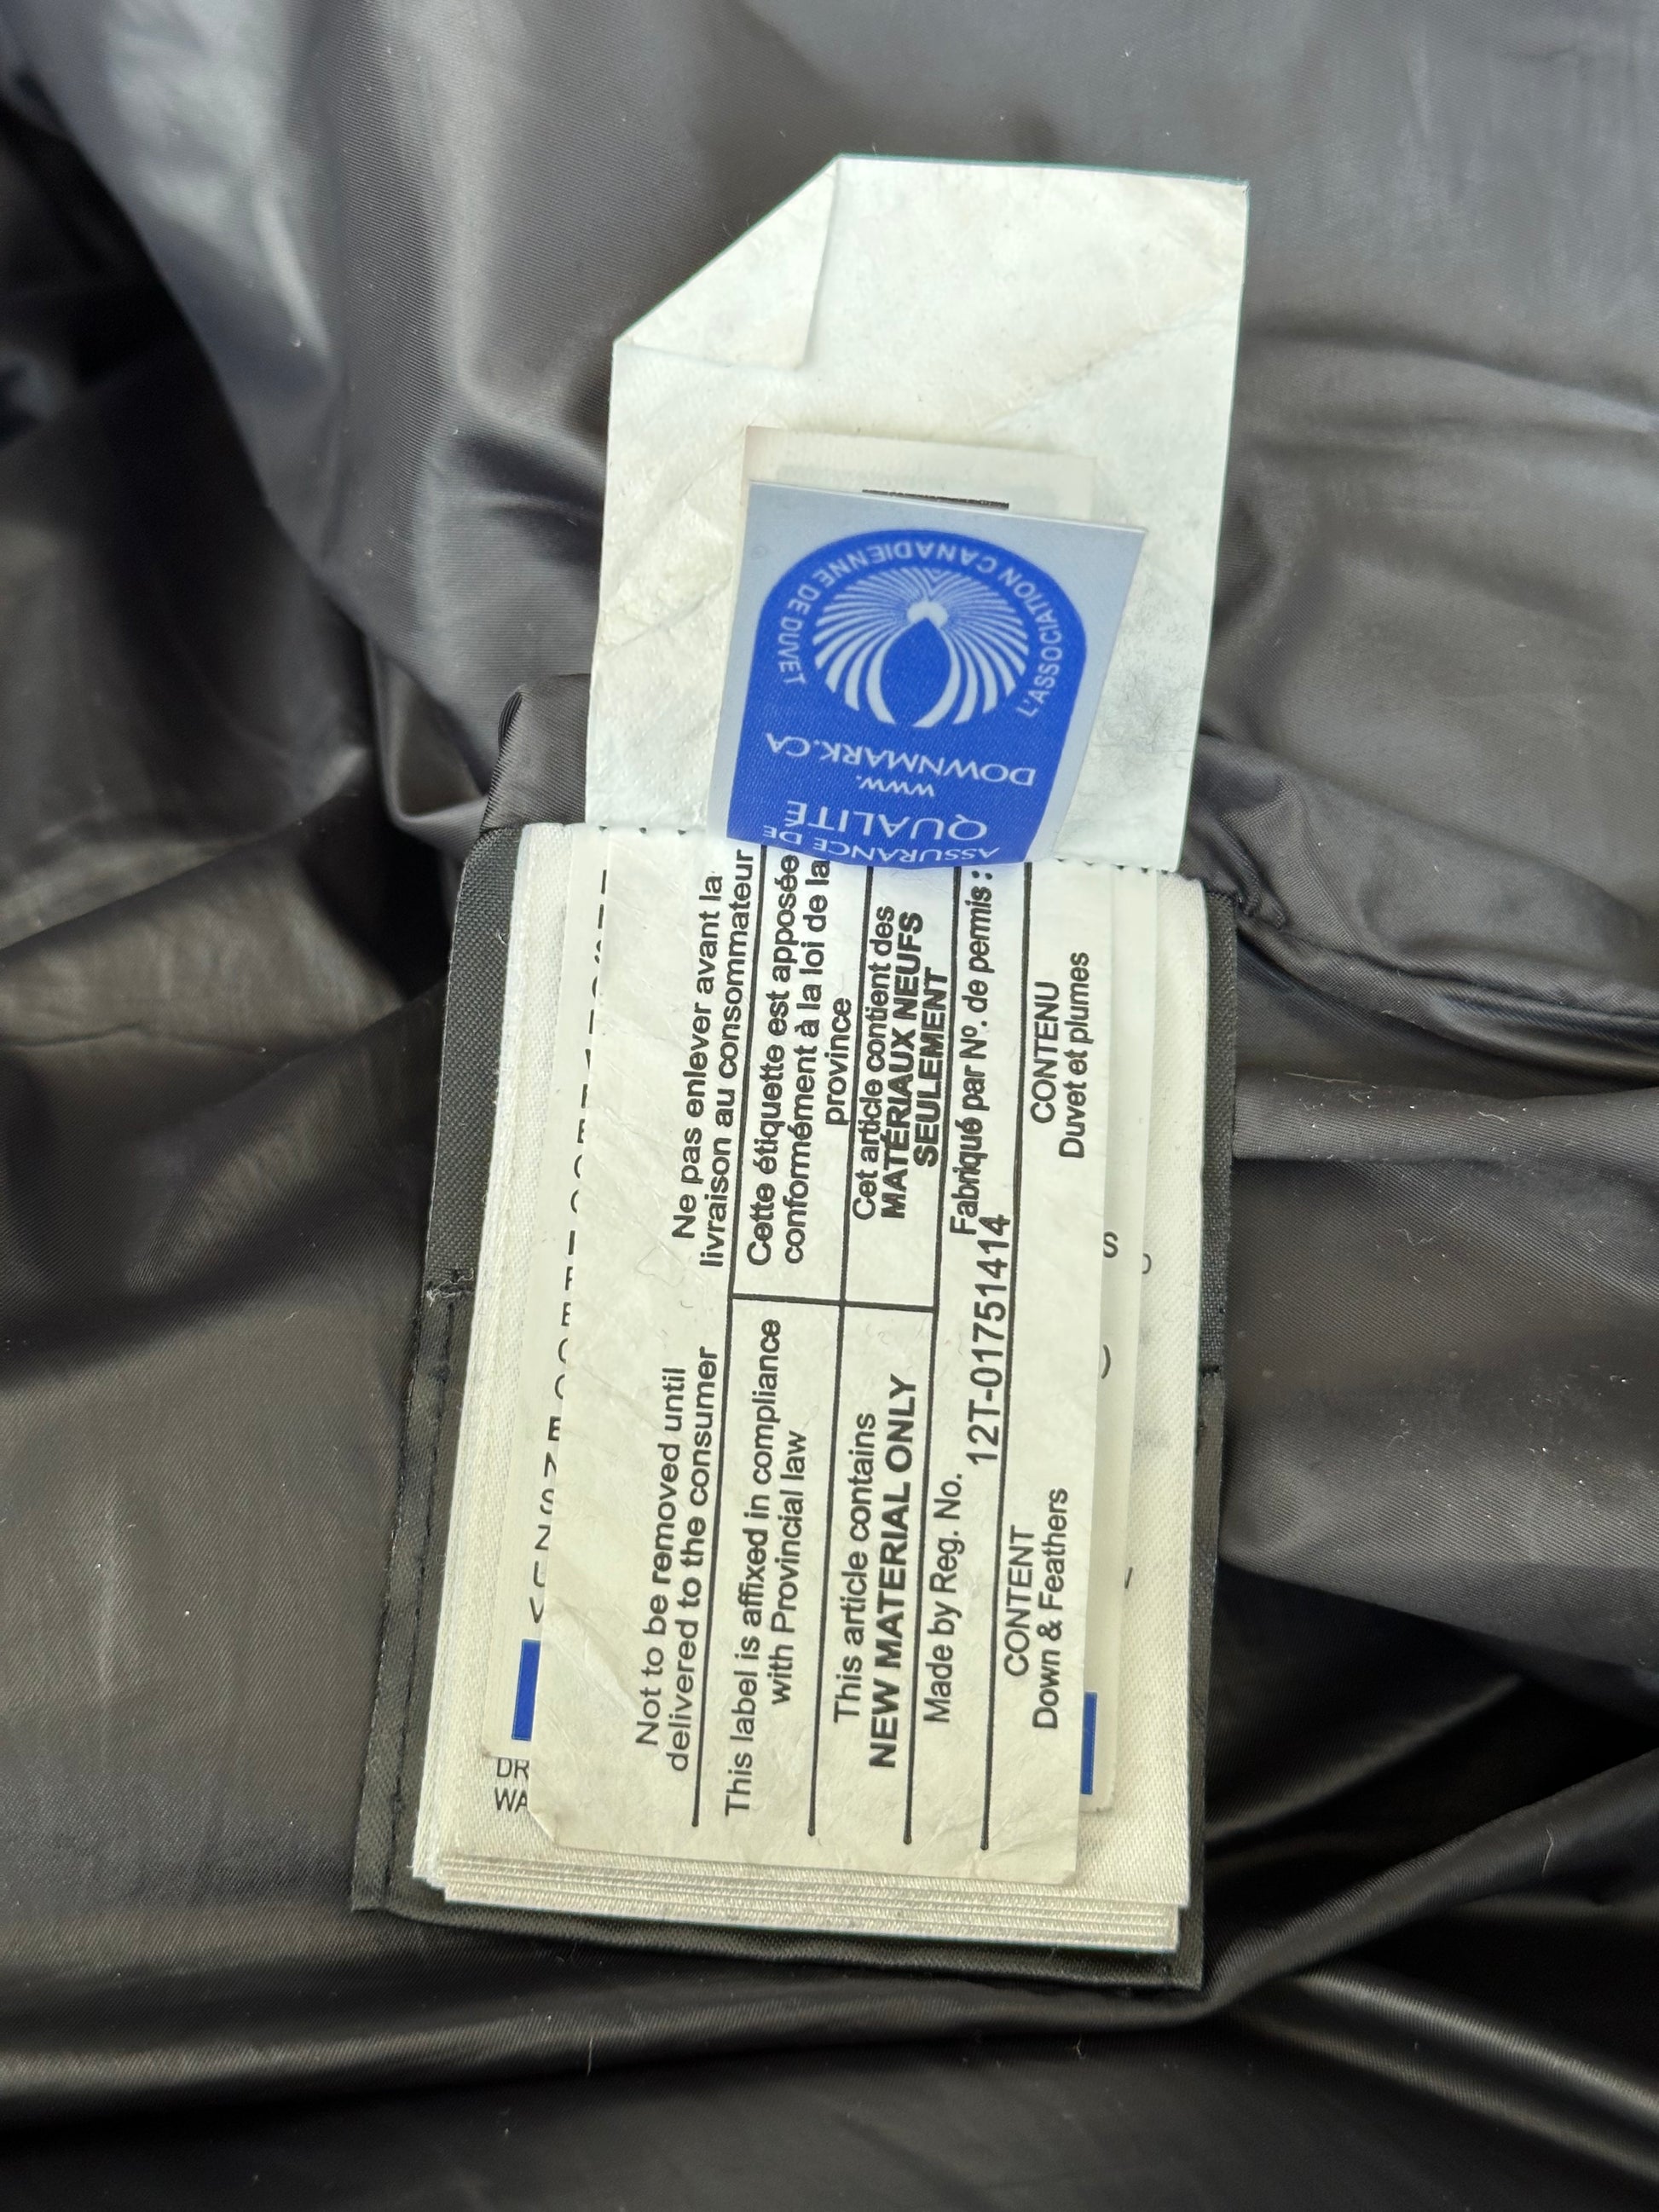 Not to be removed until
delivered to the consumer
Ne pas enlever avant la
livraison au consommateur
This label is affixed in compliance
with Provincial law
Cette étiquette est apposée
conformément à la loi de la
province
This article contains
NEW MATERIAL ONLY
Cet article contient des
MATÉRIAUX NEUFS
SEULEMENT
Made by Reg. No.
Fabriqué par Nº. de permis :
12T-01751414
CONTENT
Down & Feathers
CONTENU
Duvet et plumes
L'ASSOCIATION CANADIENNE DE DUVET
ASSURANCE DE
QUALITÉ
www.
DOWNMARK.CA
DR
WA